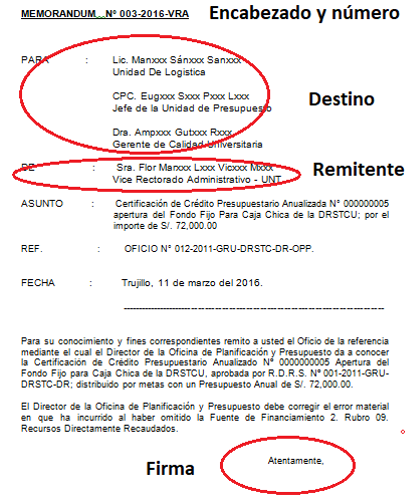 MEMORANDUM Nº 003-2016-VRA
Encabezado y número
PARA : Lic. Manxxx Sánxxx Sanxxx
Unidad De Logistica
CPC. Eugxxx Sxxx Pxxx Lxxx
Jefe de la Unidad de Presupuesto
Destino
Dra. Ampxxx Gutxxx Rxxx
Gerente de Calidad Universitaria
DE : Sra. Flor Manxxx Lxxx Vicxxx Mxxx
Remitente
Vice Rectorado Administrativo - UNT
ASUNTO : Certificación de Crédito Presupuestario Anualizada N° 000000005
apertura del Fondo Fijo Para Caja Chica de la DRSTCU; por el
importe de S/. 72,000.00
REF. : OFICIO N° 012-2011-GRU-DRSTC-DR-OPP.
FECHA : Trujillo, 11 de marzo del 2016.
Para su conocimiento y fines correspondientes remito a usted el Oficio de la referencia
mediante el cual el Director de la Oficina de Planificación y Presupuesto da a conocer
la Certificación de Crédito Presupuestario Anualizado Nº 0000000005 Apertura del
Fondo Fijo para Caja Chica de la DRSTCU, aprobada por R.D.R.S. N° 001-2011-GRU-
DRSTC-DR; distribuido por metas con un Presupuesto Anual de S/. 72,000.00.
El Director de la Oficina de Planificación y Presupuesto debe corregir el error material
en que ha incurrido al haber omitido la Fuente de Financiamiento 2. Rubro 09.
Recursos Directamente Recaudados.
Atentamente,
Firma